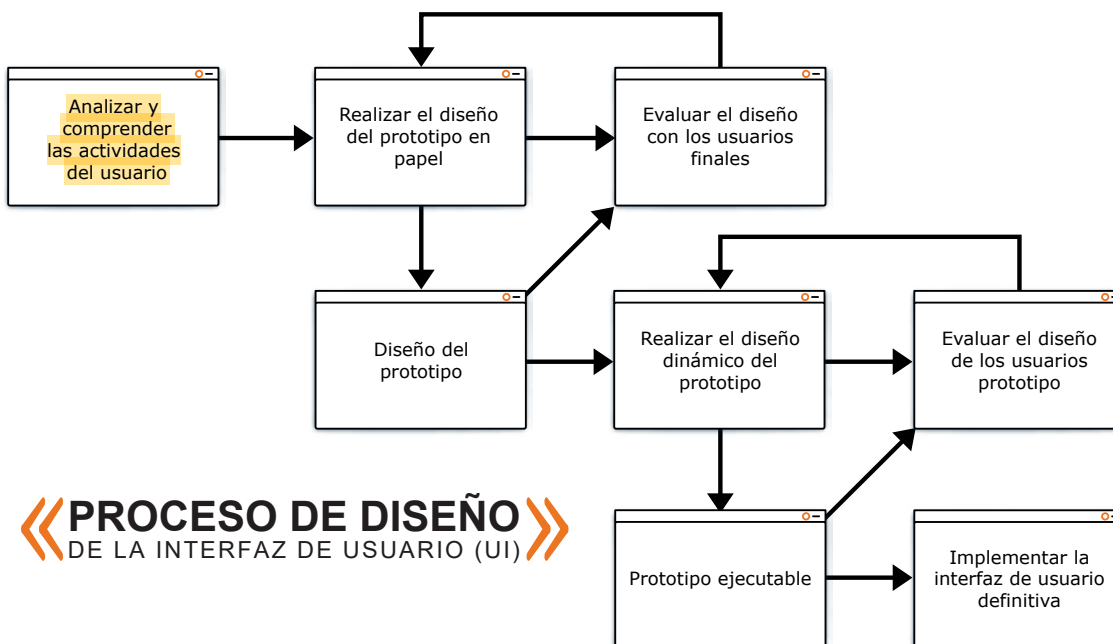 Analizar y
comprender
las actividades
del usuario
Realizar el diseño
del prototipo en
papel
Evaluar el diseño
con los usuarios
finales
Diseño del
prototipo
Realizar el diseño
dinámico del
prototipo
Evaluar el diseño
de los usuarios
prototipo
PROCESO DE DISEÑO
DE LA INTERFAZ DE USUARIO (UI)
Prototipo ejecutable
Implementar la
interfaz de usuario
definitiva